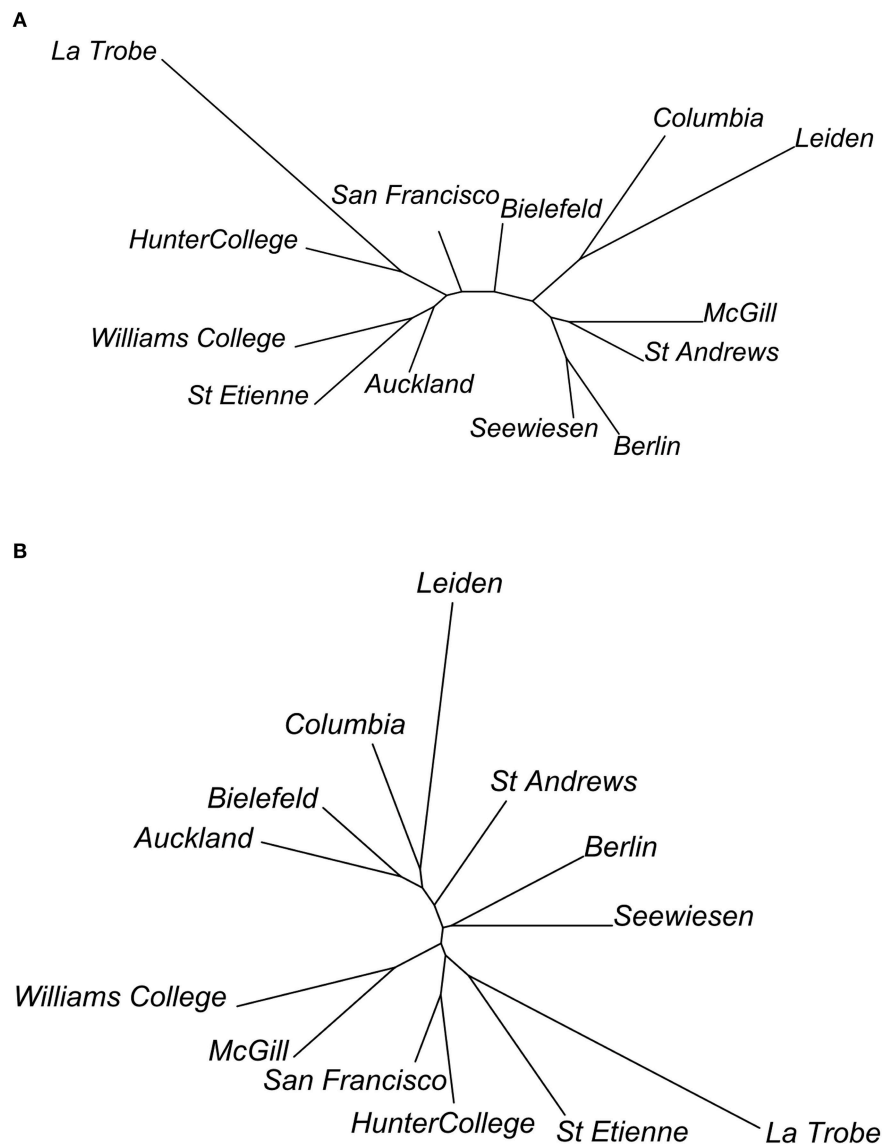 A
La Trobe
Columbia
Leiden
San Francisco
Bielefeld
HunterCollege
McGill
Williams College
St Andrews
St Etienne
Auckland
Seewiesen
Berlin
B
Leiden
Columbia
St Andrews
Bielefeld
Auckland
Berlin
Seewiesen
Williams College
McGill
San Francisco
HunterCollege
St Etienne
La Trobe